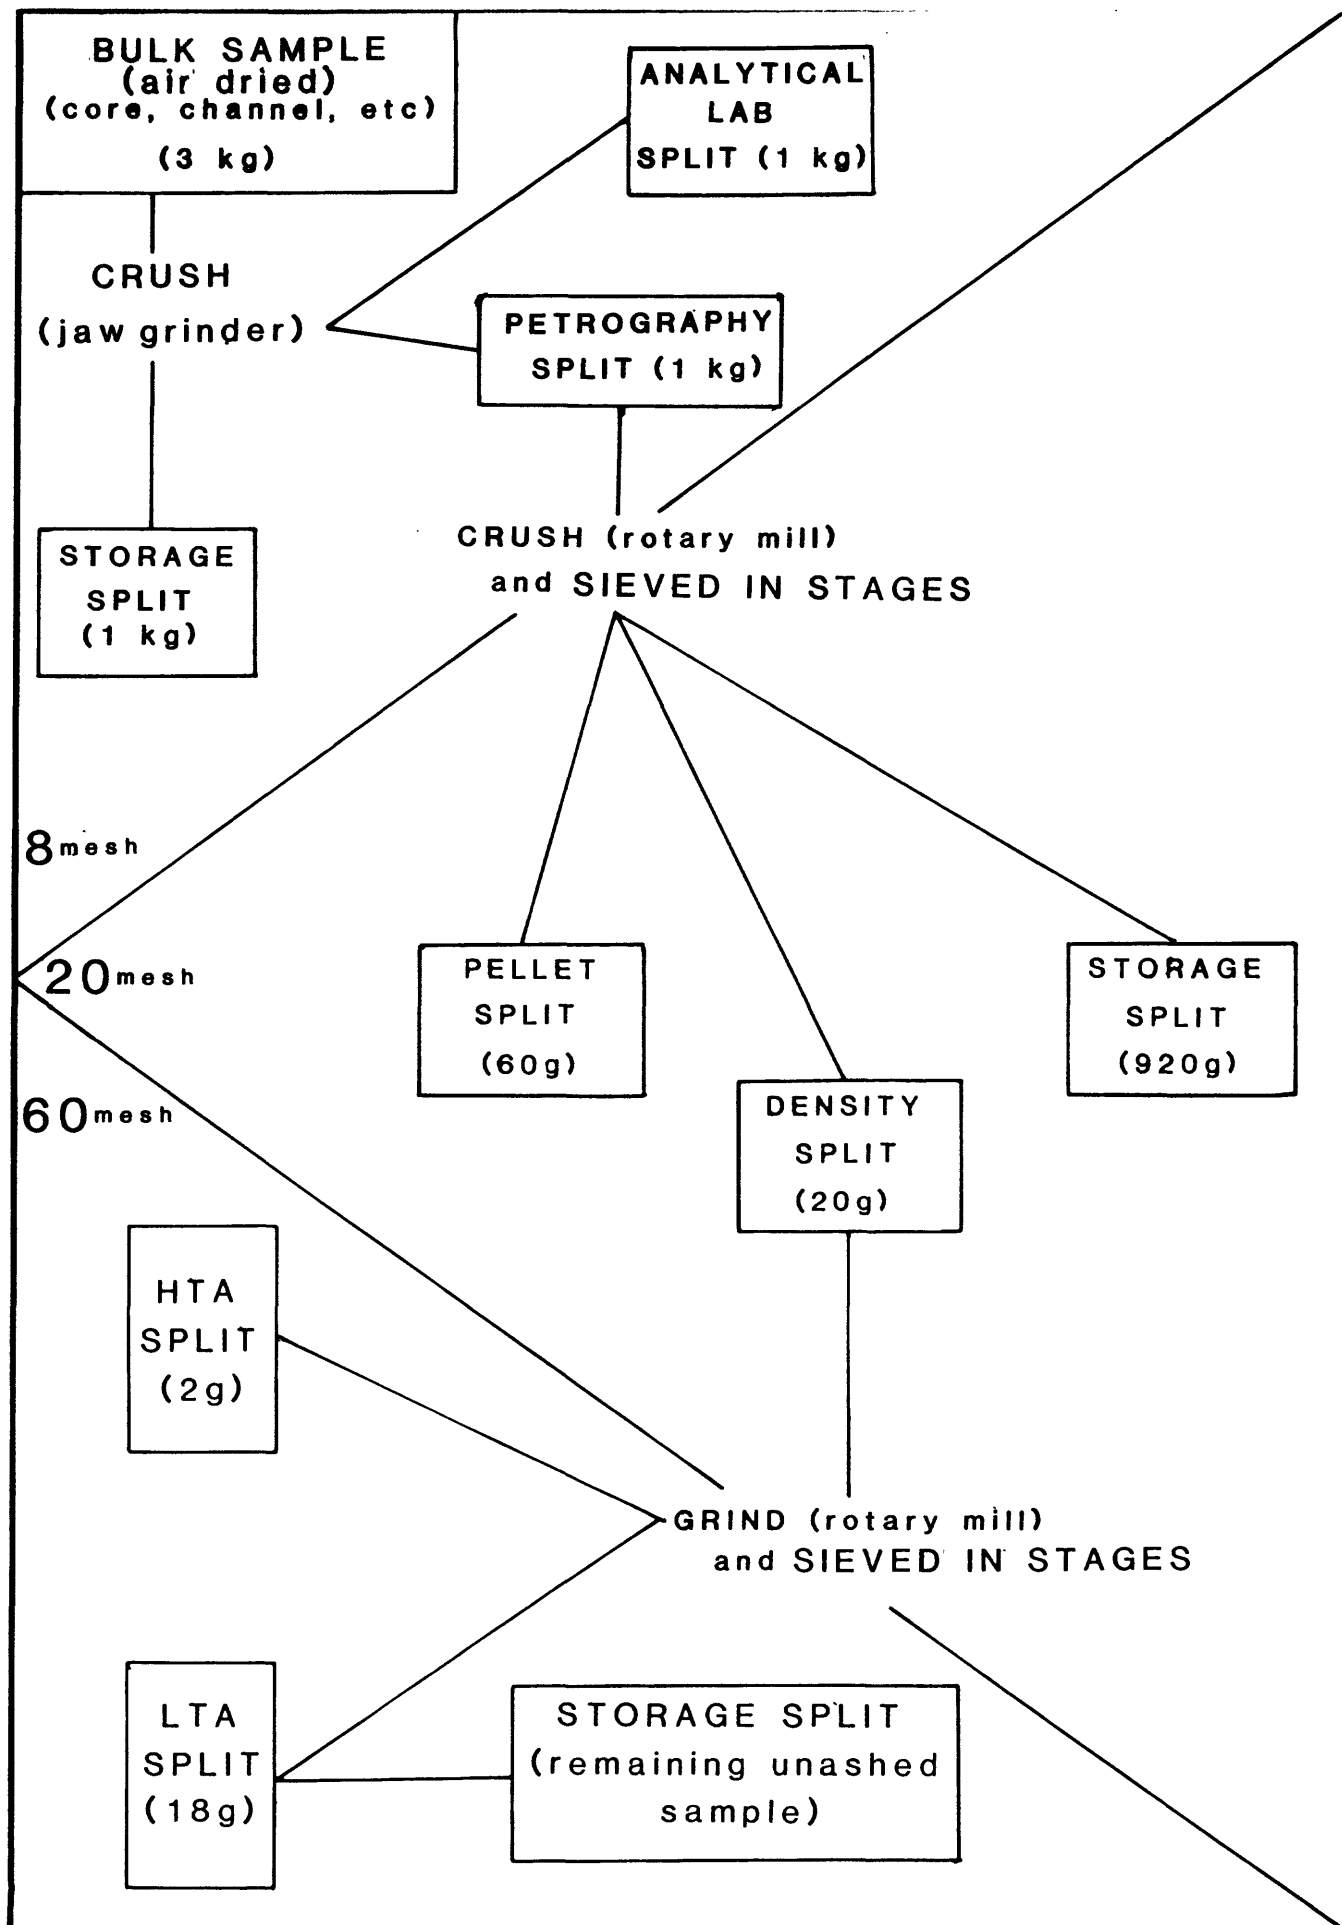 BULK SAMPLE
(air dried)
(core, channel, etc)
(3 kg)
ANALYTICAL
LAB
SPLIT (1 kg)
CRUSH
(jaw grinder)
PETROGRAPHY
SPLIT (1 kg)
STORAGE
SPLIT
(1 kg)
CRUSH (rotary mill)
and SIEVED IN STAGES
8 mesh
20 mesh
60 mesh
PELLET
SPLIT
(60g)
DENSITY
SPLIT
(20g)
STORAGE
SPLIT
(920g)
HTA
SPLIT
(2g)
GRIND (rotary mill)
and SIEVED IN STAGES
LTA
SPLIT
(18g)
STORAGE SPLIT
(remaining unashed
sample)